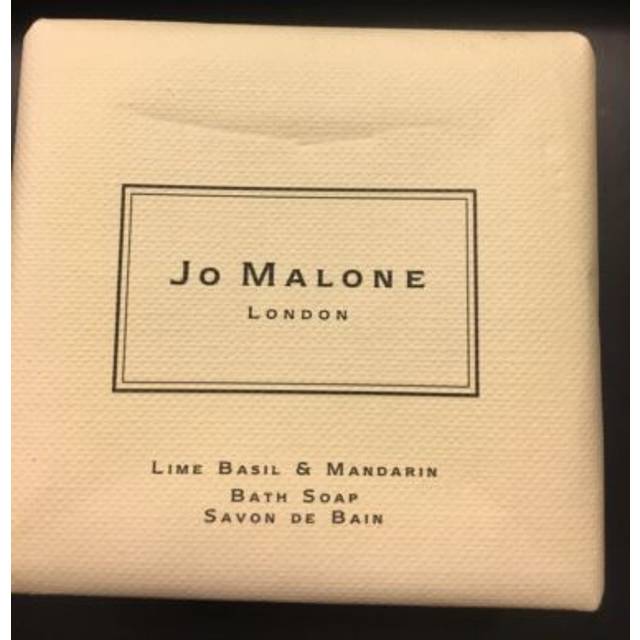 Jo Malone
London
Lime Basil & Mandarin
Bath Soap
Savon de Bain